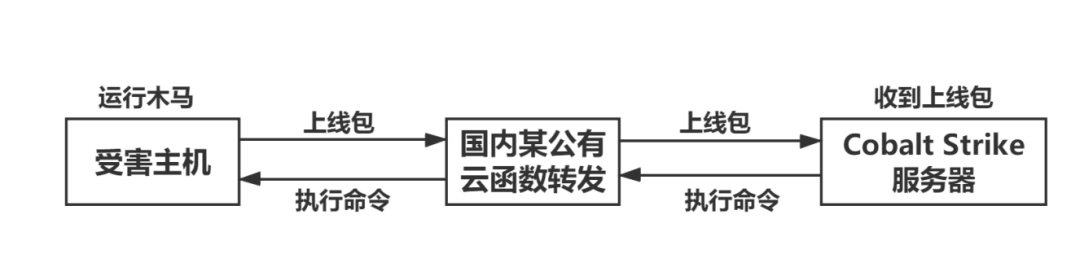 运行木马
收到上线包
上线包
上线包
受害主机
国内某公有
云函数转发
Cobalt Strike
服务器
执行命令
执行命令